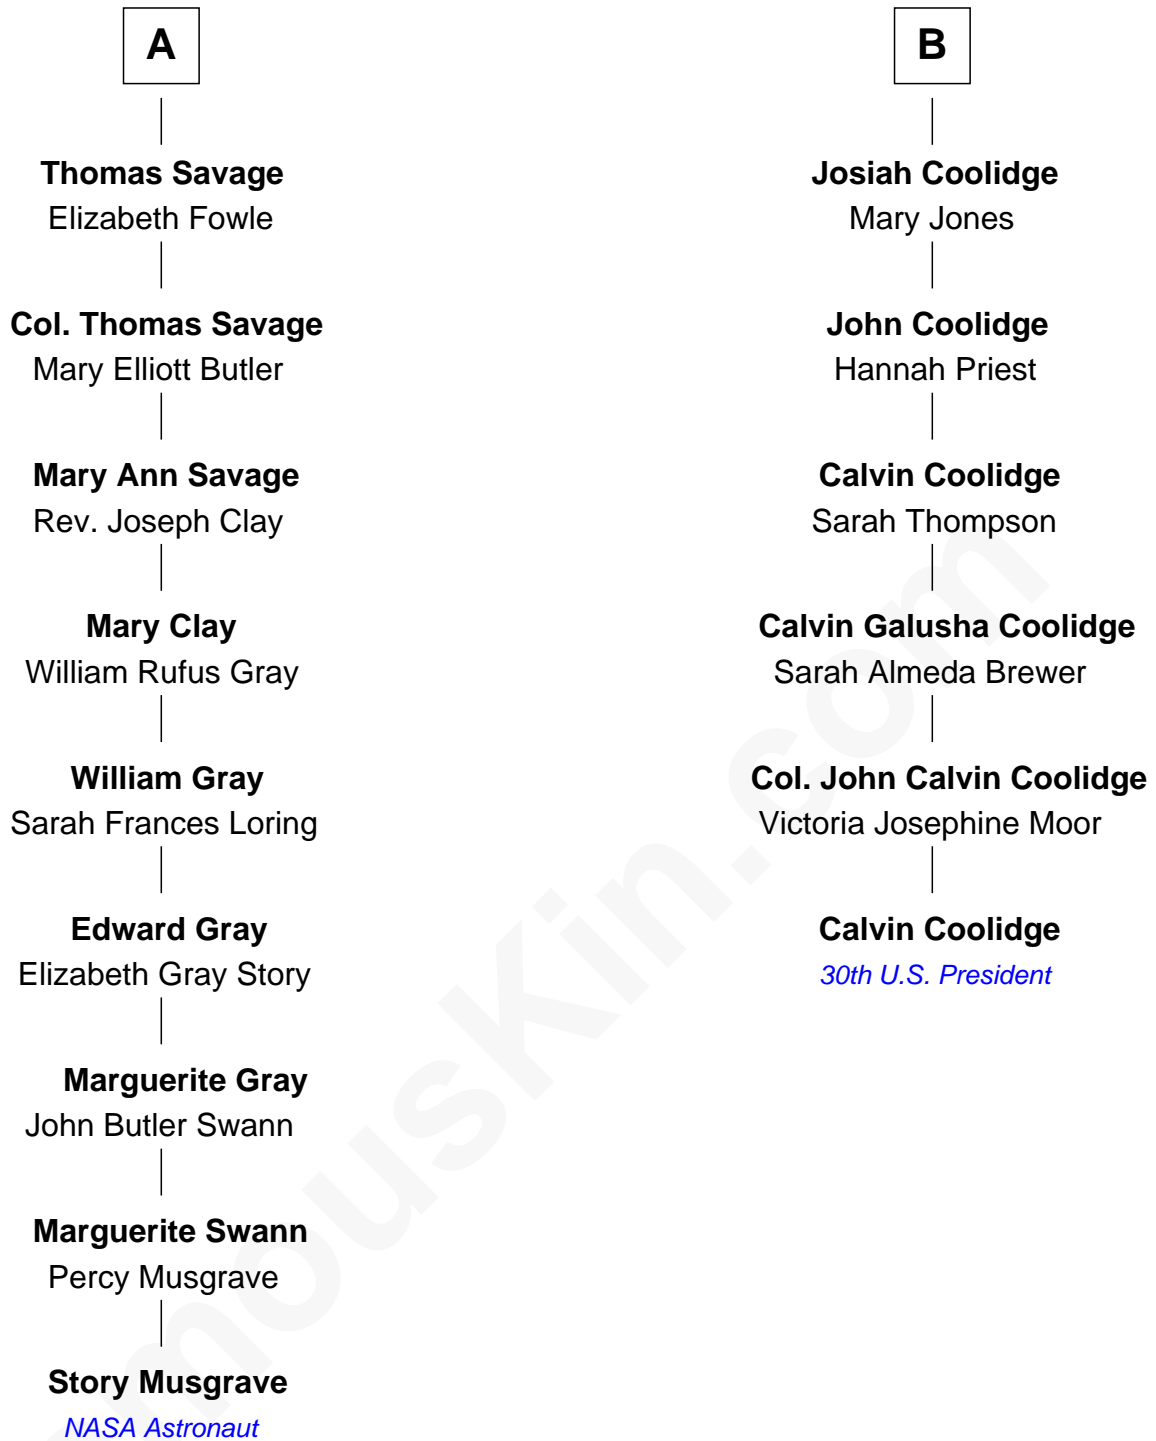 A
Thomas Savage
Elizabeth Fowle
Col. Thomas Savage
Mary Elliott Butler
Mary Ann Savage
Rev. Joseph Clay
Mary Clay
William Rufus Gray
William Gray
Sarah Frances Loring
Edward Gray
Elizabeth Gray Story
Marguerite Gray
John Butler Swann
Marguerite Swann
Percy Musgrave
Story Musgrave
NASA Astronaut
B
Josiah Coolidge
Mary Jones
John Coolidge
Hannah Priest
Calvin Coolidge
Sarah Thompson
Calvin Galusha Coolidge
Sarah Almeda Brewer
Col. John Calvin Coolidge
Victoria Josephine Moor
Calvin Coolidge
30th U.S. President
mouskin.com